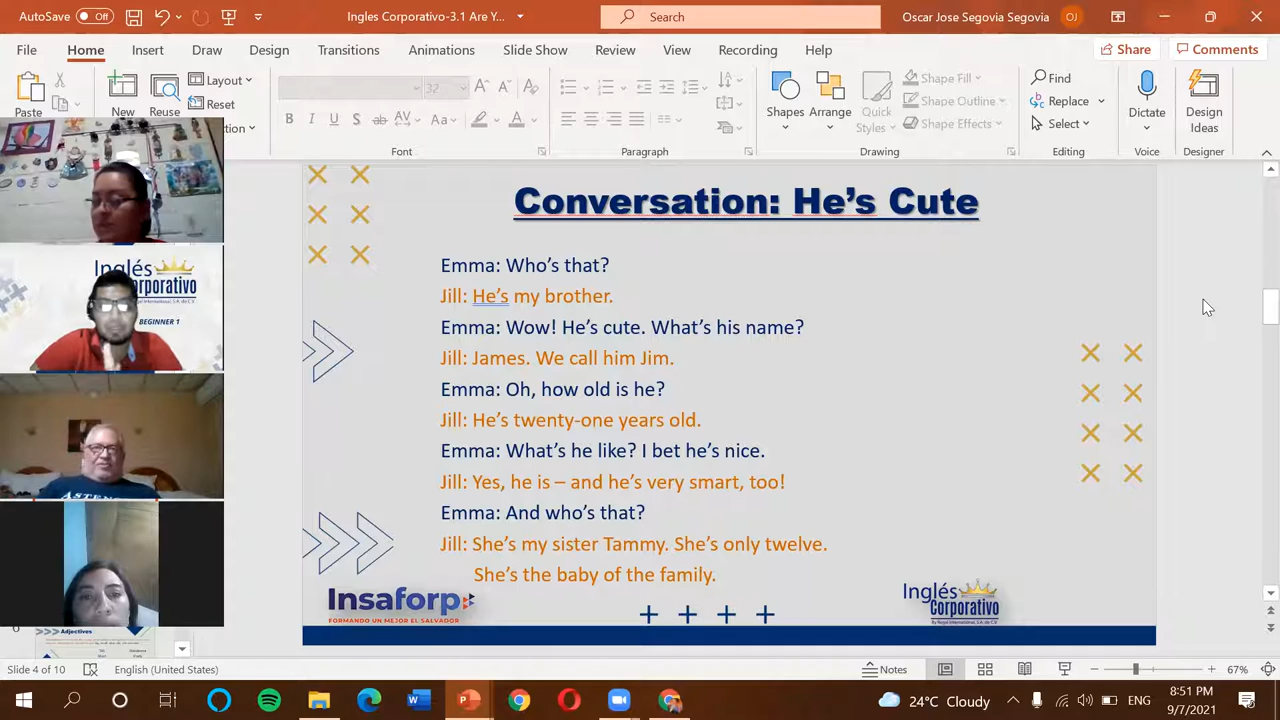 AutoSave Off Ingles Corporativo-3.1 Are Y... Search Oscar Jose Segovia Segovia OJ
File Home Insert Draw Design Transitions Animations Slide Show Review View Recording Help Share Comments
Paste New Reuse Layout Reset
Shapes Arrange Quick Styles Shape Fill Shape Outline Shape Effects
Find Replace Select Dictate Design Ideas
Font Paragraph Drawing Editing Voice Designer
Conversation: He's Cute
Emma: Who's that?
Jill: He's my brother.
Emma: Wow! He's cute. What's his name?
Jill: James. We call him Jim.
Emma: Oh, how old is he?
Jill: He's twenty-one years old.
Emma: What's he like? I bet he's nice.
Jill: Yes, he is – and he's very smart, too!
Emma: And who's that?
Jill: She's my sister Tammy. She's only twelve.
She's the baby of the family.
Insaforp
FORMANDO UN MEJOR EL SALVADOR
Inglés
Corporativo
Inglés
Corporativo
BEGINNER 1
Adjectives
Slide 4 of 10 English (United States) Notes 67%
24°C Cloudy ENG 8:51 PM
9/7/2021